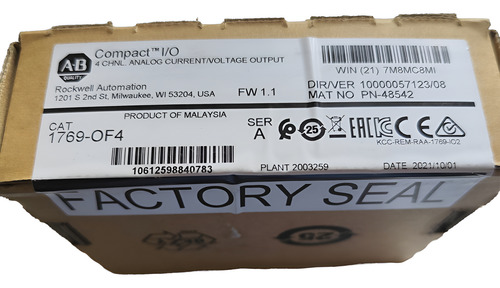 A-B
QUALITY
Compact™ I/O
4 CHNL. ANALOG CURRENT/VOLTAGE OUTPUT
Rockwell Automation
1201 S 2nd St, Milwaukee, WI 53204, USA
FW 1.1
WIN (21) 7M8MC8MI
DIR/VER 10000057123/08
MAT NO PN-48542
PRODUCT OF MALAYSIA
CAT
1769-OF4
SER
A
25
CE
KCC-REM-RAA-1769-IO2
10612598840783
PLANT 2003259
DATE 2021/10/01
FACTORY SEAL
25